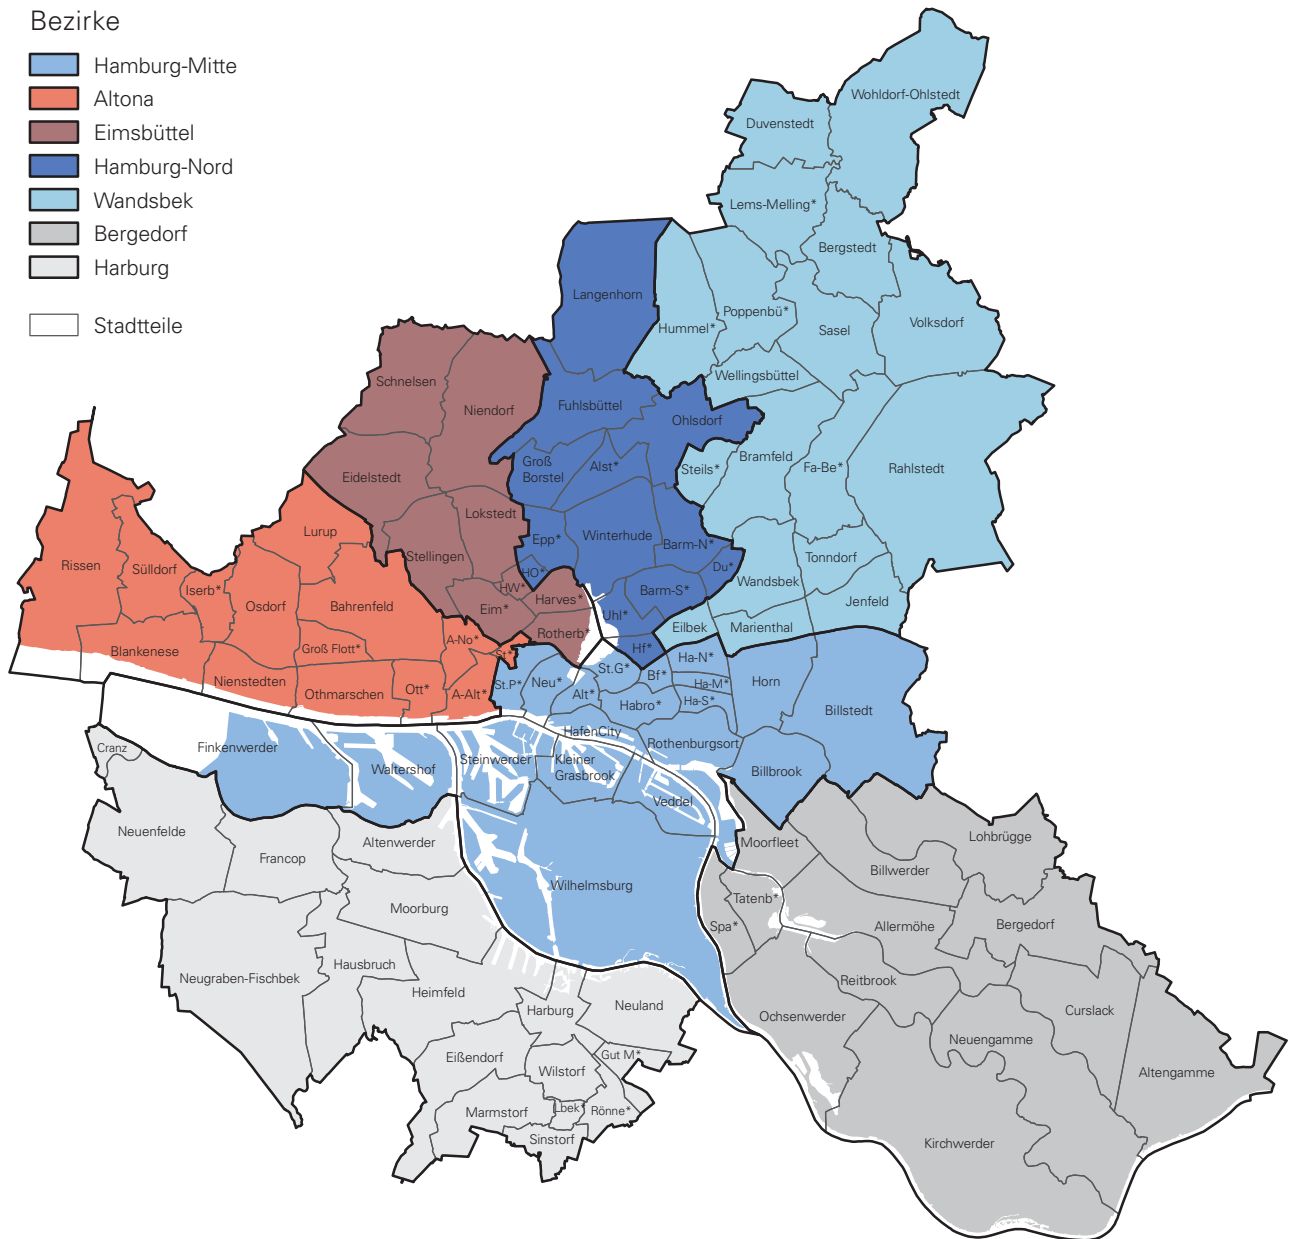 Bezirke
Hamburg-Mitte
Altona
Eimsbüttel
Hamburg-Nord
Wandsbek
Bergedorf
Harburg
Stadtteile
Wohldorf-Ohlstedt
Duvenstedt
Lems-Melling*
Bergstedt
Langenhorn
Poppenbü*
Hummel*
Sasel
Volksdorf
Wellingsbüttel
Schnelsen
Niendorf
Fuhlsbüttel
Ohlsdorf
Eidelstedt
Groß
Borstel
Alst*
Steils*
Bramfeld
Fa-Be*
Rahlstedt
Lokstedt
Lurup
Stellingen
Epp*
Winterhude
Barm-N*
Tonndorf
Rissen
Sülldorf
Iserb*
Osdorf
Bahrenfeld
HO*
HW*
Du*
Wandsbek
Eim*
Harves*
Barm-S*
Uhl*
Jenfeld
Rotherb*
Eilbek
Marienthal
Blankenese
Groß Flott*
A-No*
St*
Hf*
Nienstedten
Othmarschen
Ott*
A-Alt*
St.P*
Neu*
St.G*
Alt*
Bf*
Ha-N*
Ha-M*
Ha-S*
Horn
Habro*
Billstedt
HafenCity
Rothenburgsort
Cranz
Finkenwerder
Waltershof
Steinwerder
Kleiner
Grasbrook
Billbrook
Veddel
Neuenfelde
Francop
Altenwerder
Moorfleet
Lohbrügge
Billwerder
Wilhelmsburg
Tatenb*
Moorburg
Spa*
Allermöhe
Bergedorf
Neugraben-Fischbek
Hausbruch
Heimfeld
Reitbrook
Harburg
Neuland
Ochsenwerder
Curslack
Neuengamme
Eißendorf
Gut M*
Wilstorf
Altengamme
Marmstorf
Lbek*
Rönne*
Sinstorf
Kirchwerder